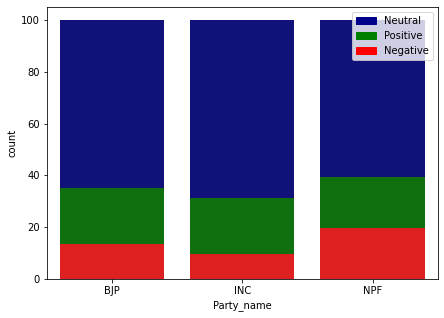 100
80
60
40
20
0
count
Neutral
Positive
Negative
BJP INC NPF
Party_name